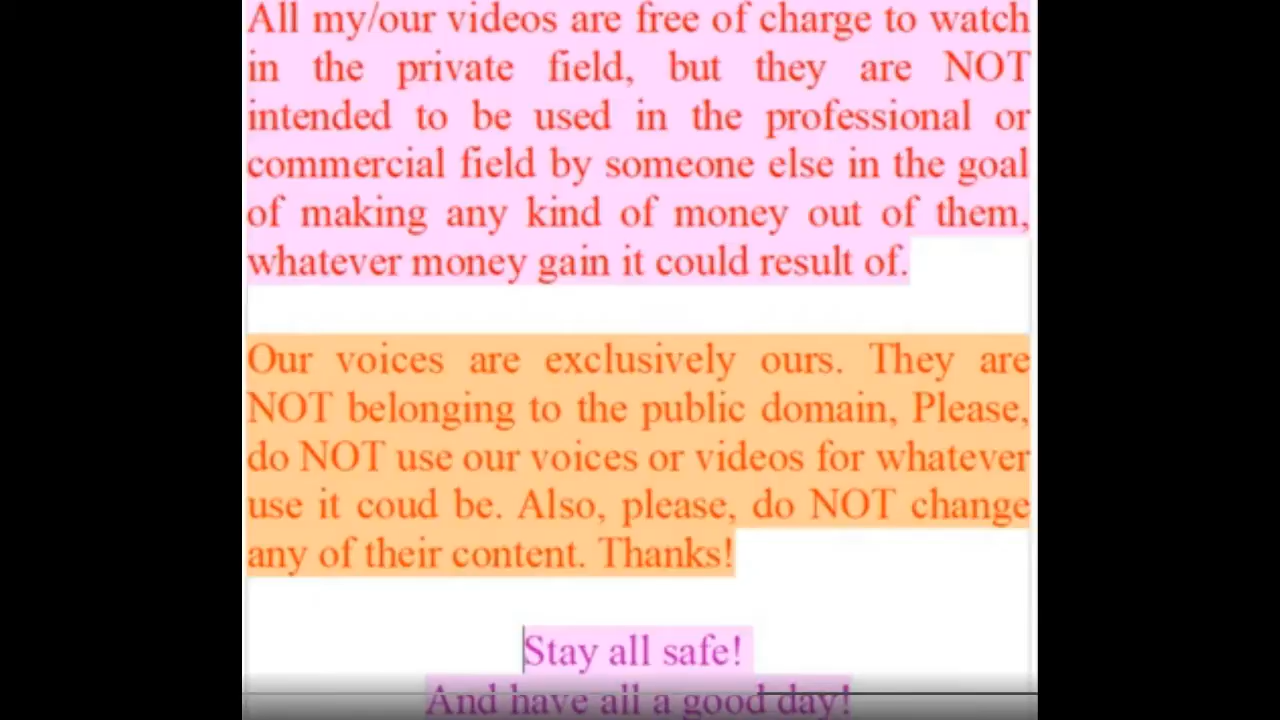 All my/our videos are free of charge to watch
in the private field, but they are NOT
intended to be used in the professional or
commercial field by someone else in the goal
of making any kind of money out of them,
whatever money gain it could result of.
Our voices are exclusively ours. They are
NOT belonging to the public domain, Please,
do NOT use our voices or videos for whatever
use it coud be. Also, please, do NOT change
any of their content. Thanks!
Stay all safe!
And have all a good day!